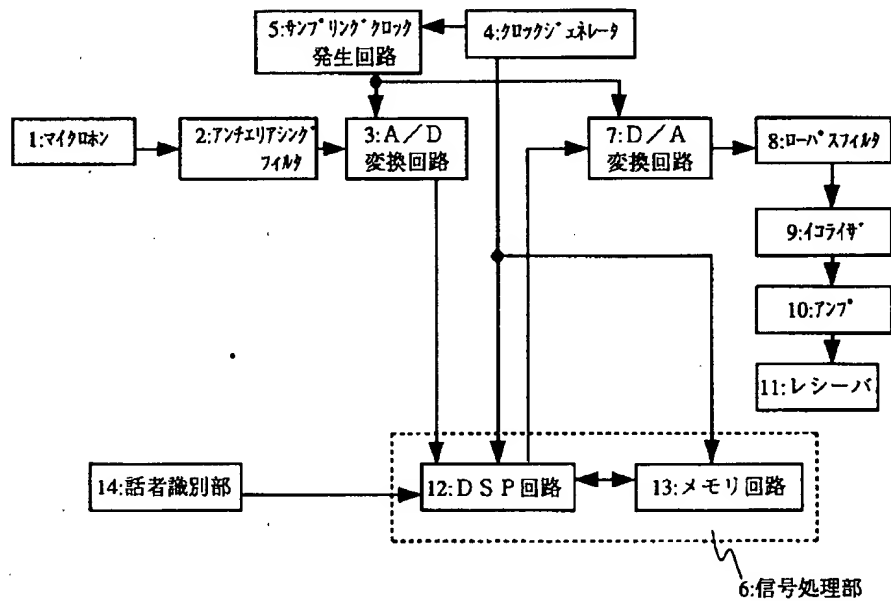 5:ｻﾝﾌﾟﾘﾝｸﾞｸﾛｯｸ
発生回路
4:ｸﾛｯｸｼﾞｪﾈﾚｰﾀ
1:ﾏｲｸﾛﾎﾝ
2:ｱﾝﾁｴﾘｱｼﾝｸﾞ
ﾌｨﾙﾀ
3:Ａ／Ｄ
変換回路
7:Ｄ／Ａ
変換回路
8:ﾛｰﾊﾟｽﾌｨﾙﾀ
9:ｲｺﾗｲｻﾞ
10:ｱﾝﾌﾟ
11:レシーバ
14:話者識別部
12:ＤＳＰ回路
13:メモリ回路
6:信号処理部